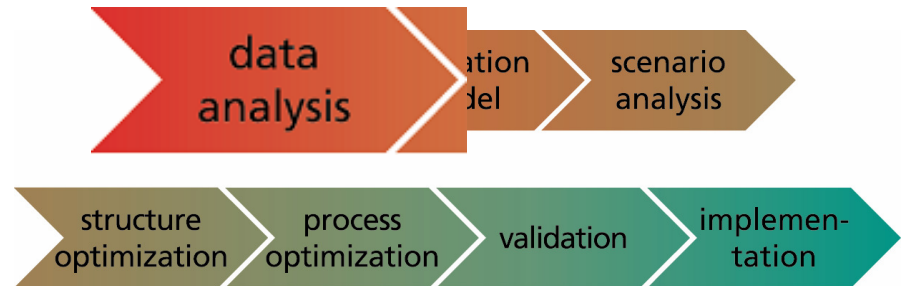 data
analysis
scenario
analysis
structure
optimization
process
optimization
validation
implemen-
tation